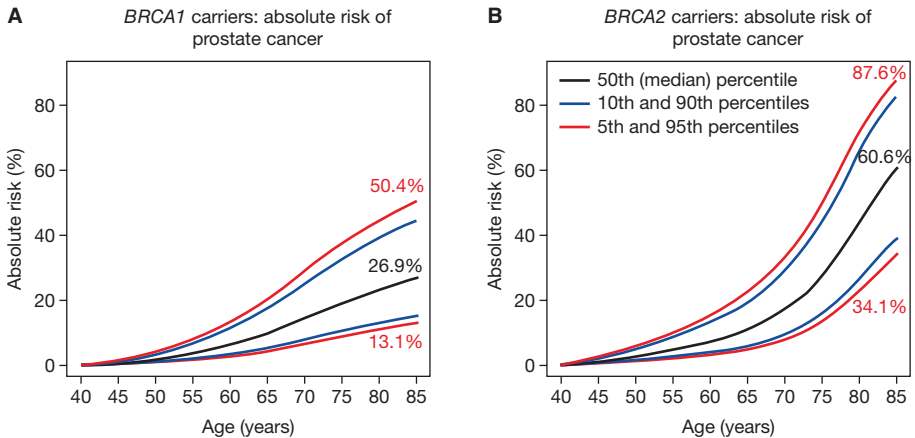 A
BRCA1 carriers: absolute risk of
prostate cancer
Absolute risk (%)
80
60
40
20
0
50.4%
26.9%
13.1%
40 45 50 55 60 65 70 75 80 85
Age (years)
B
BRCA2 carriers: absolute risk of
prostate cancer
Absolute risk (%)
80
60
40
20
0
50th (median) percentile
10th and 90th percentiles
5th and 95th percentiles
87.6%
60.6%
34.1%
40 45 50 55 60 65 70 75 80 85
Age (years)